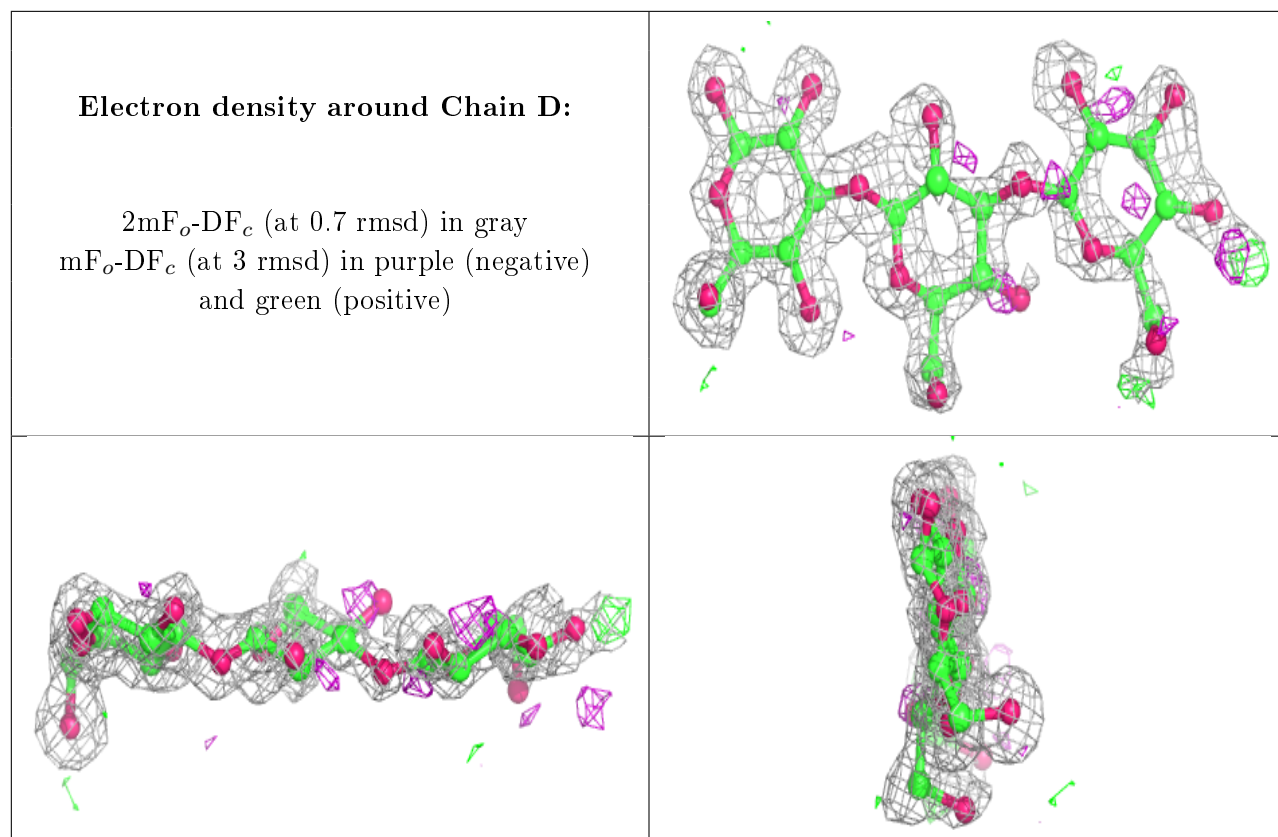 Electron density around Chain D:
2mFₒ-DF𝒸 (at 0.7 rmsd) in gray
mFₒ-DF𝒸 (at 3 rmsd) in purple (negative)
and green (positive)